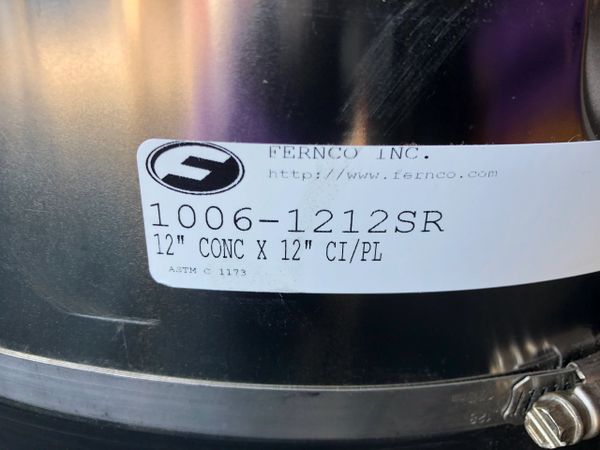 FERNCO INC.
http://www.fernco.com
1006-1212SR
12" CONC X 12" CI/PL
ASTM C 1173